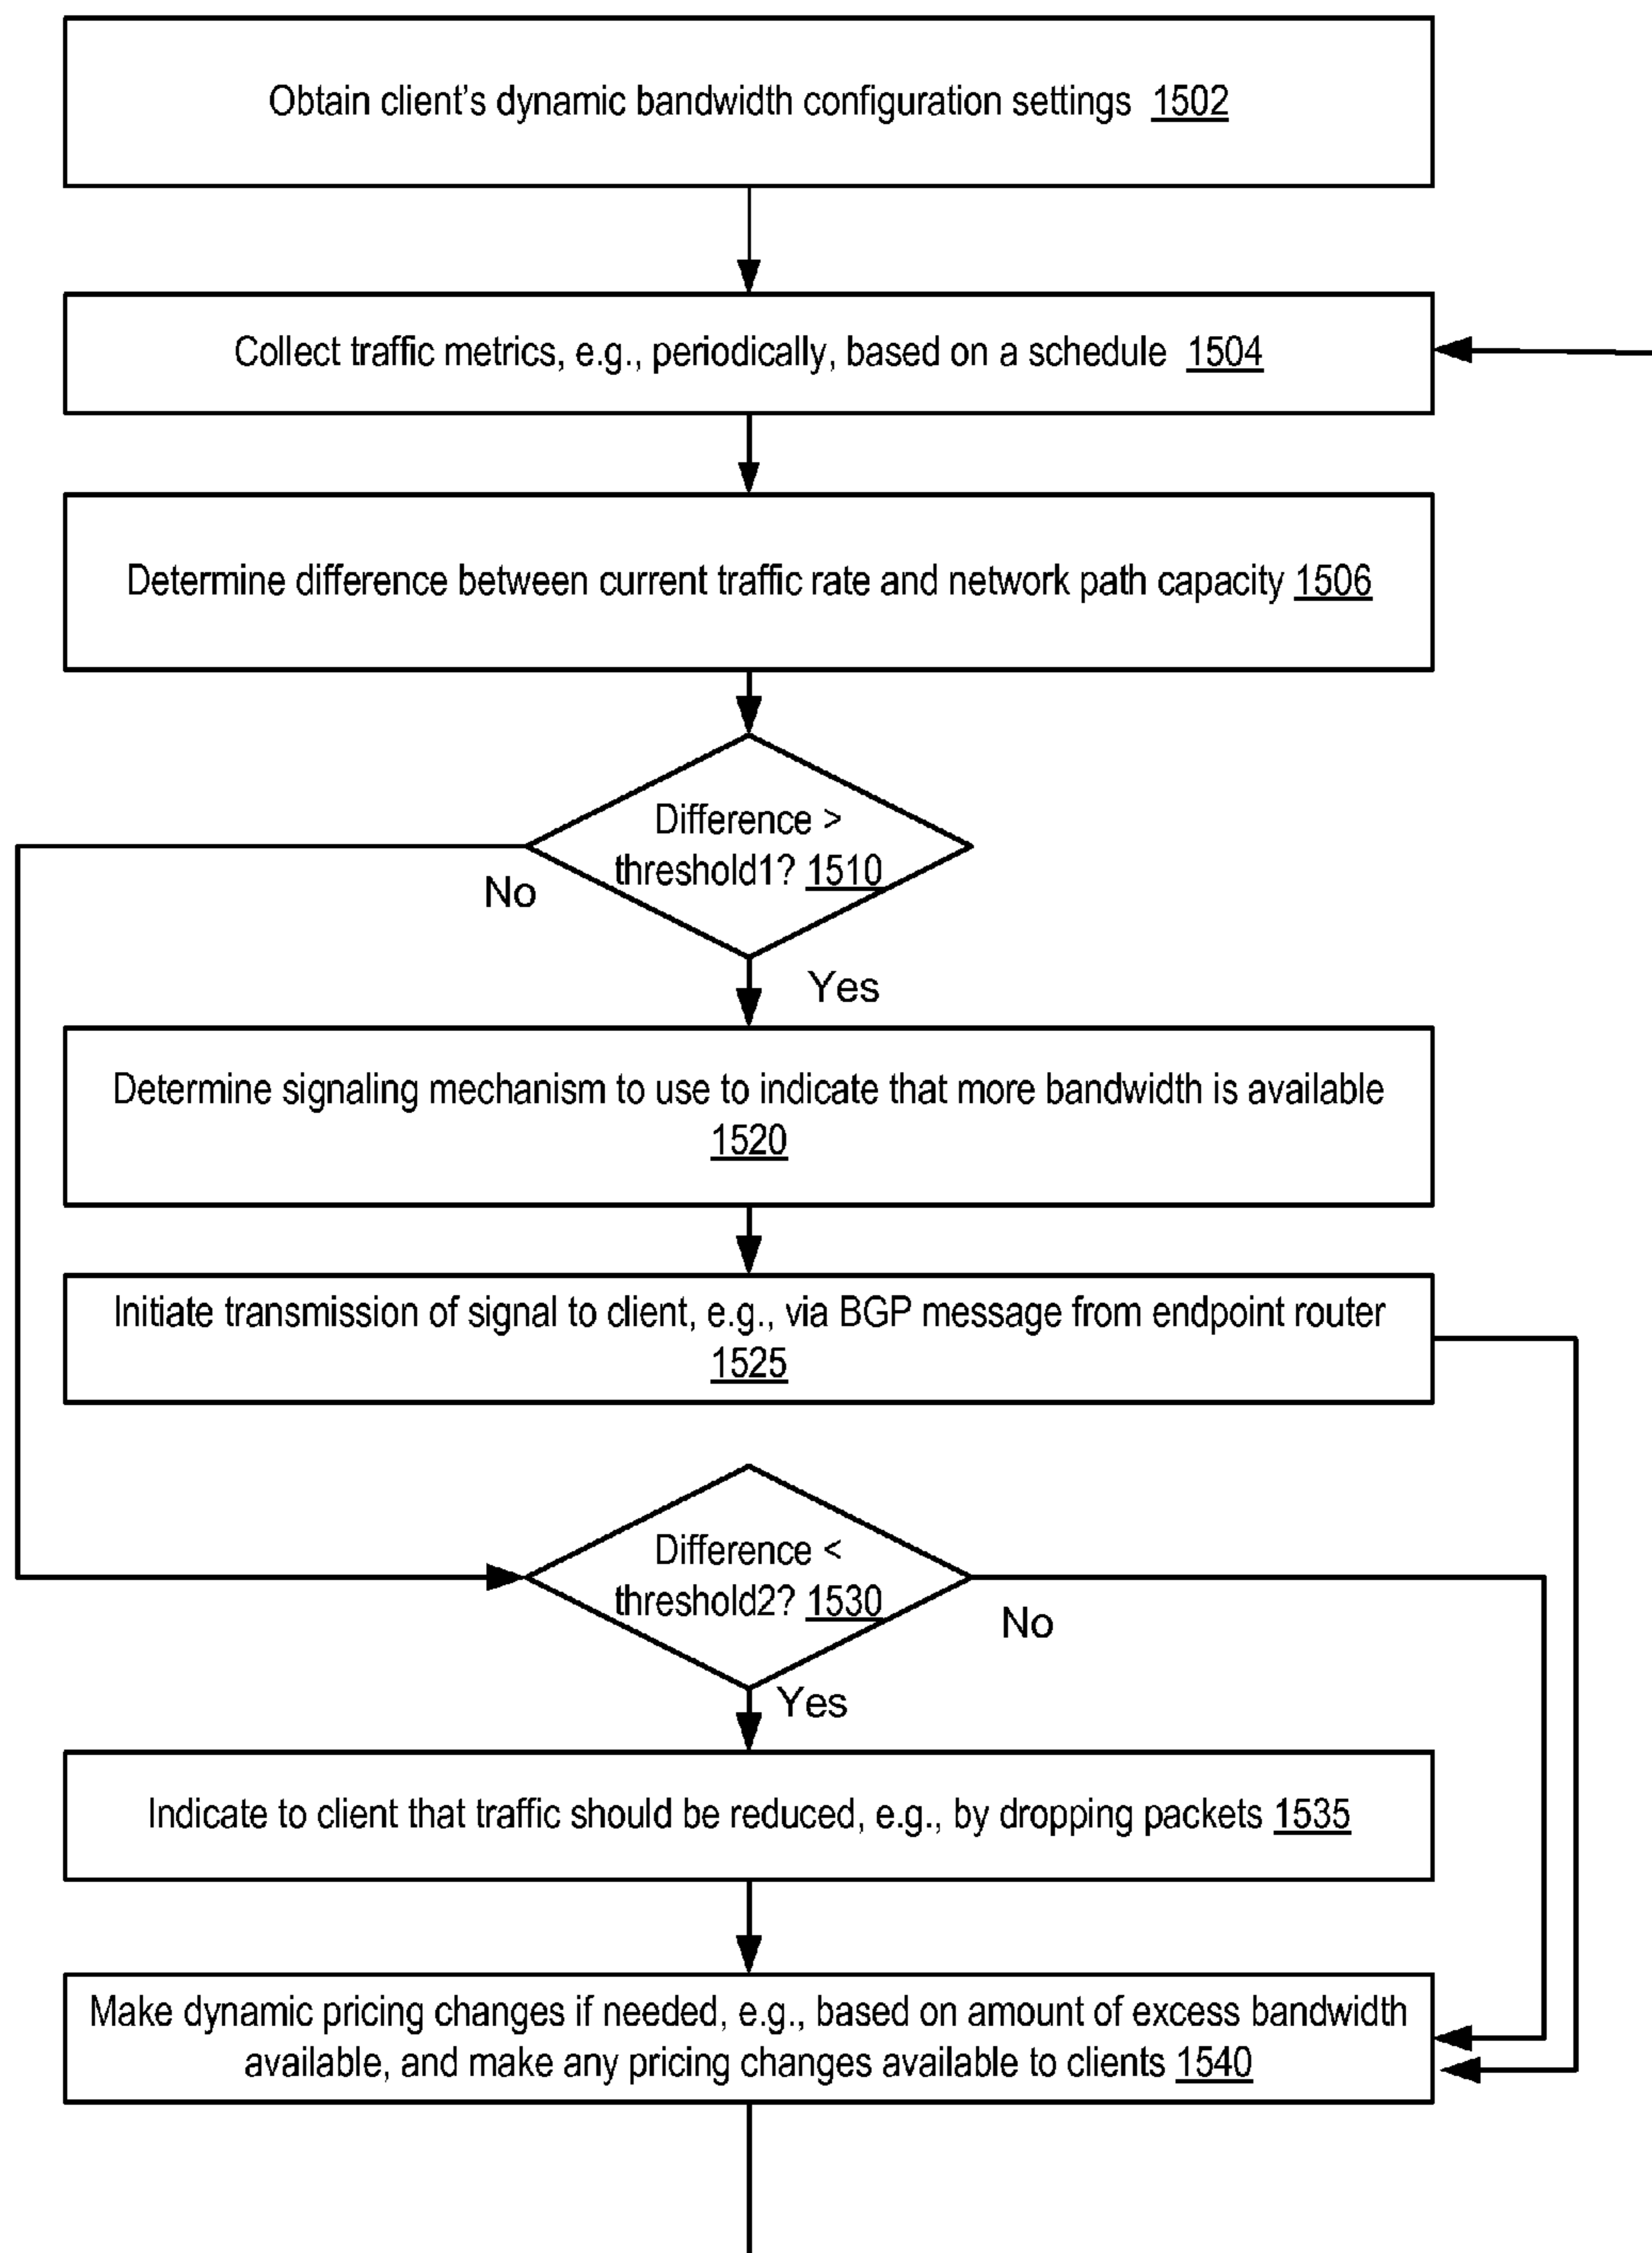 Obtain client's dynamic bandwidth configuration settings 1502
Collect traffic metrics, e.g., periodically, based on a schedule 1504
Determine difference between current traffic rate and network path capacity 1506
Difference >
threshold1? 1510
No
Yes
Determine signaling mechanism to use to indicate that more bandwidth is available
1520
Initiate transmission of signal to client, e.g., via BGP message from endpoint router
1525
Difference <
threshold2? 1530
No
Yes
Indicate to client that traffic should be reduced, e.g., by dropping packets 1535
Make dynamic pricing changes if needed, e.g., based on amount of excess bandwidth
available, and make any pricing changes available to clients 1540